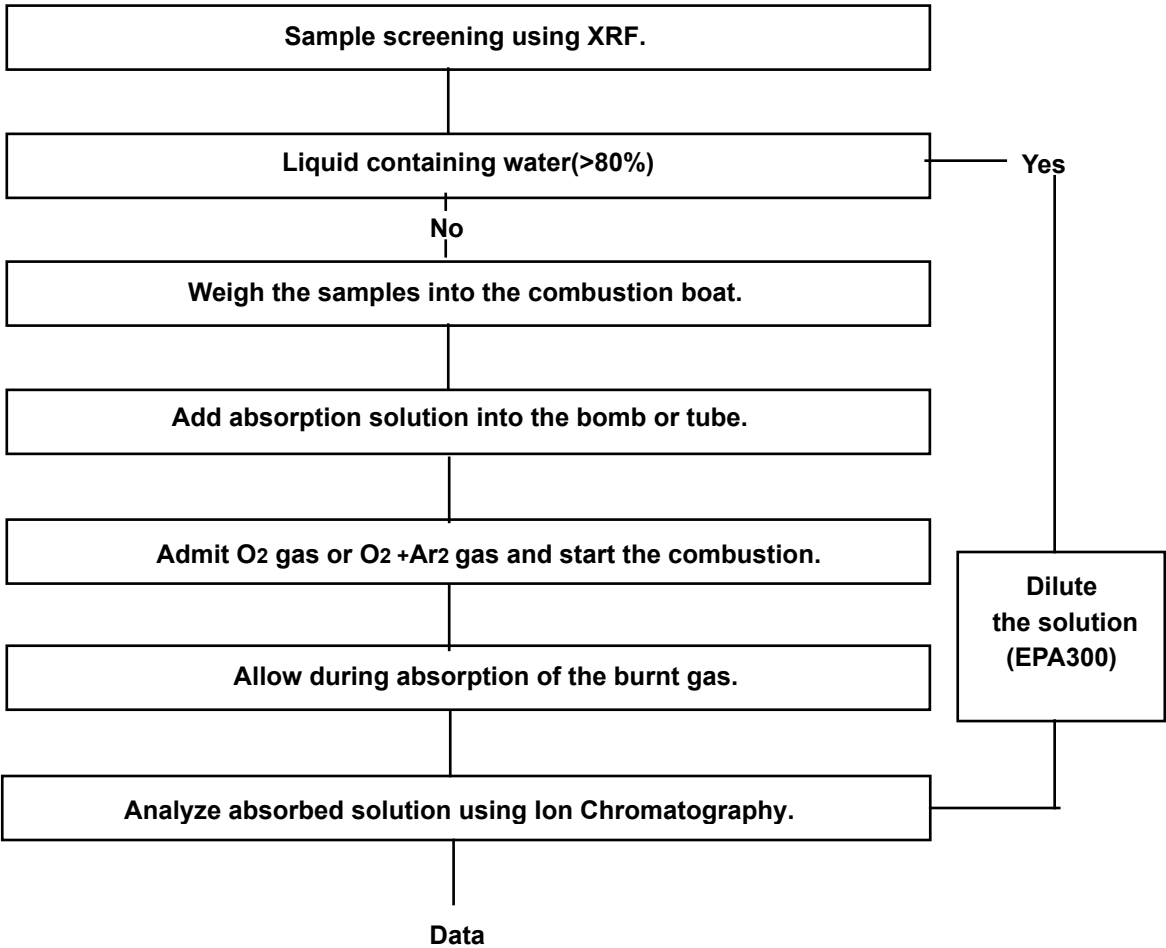 Sample screening using XRF.
Liquid containing water(>80%)
Yes
No
Weigh the samples into the combustion boat.
Add absorption solution into the bomb or tube.
Admit O2 gas or O2 +Ar2 gas and start the combustion.
Dilute
the solution
(EPA300)
Allow during absorption of the burnt gas.
Analyze absorbed solution using Ion Chromatography.
Data